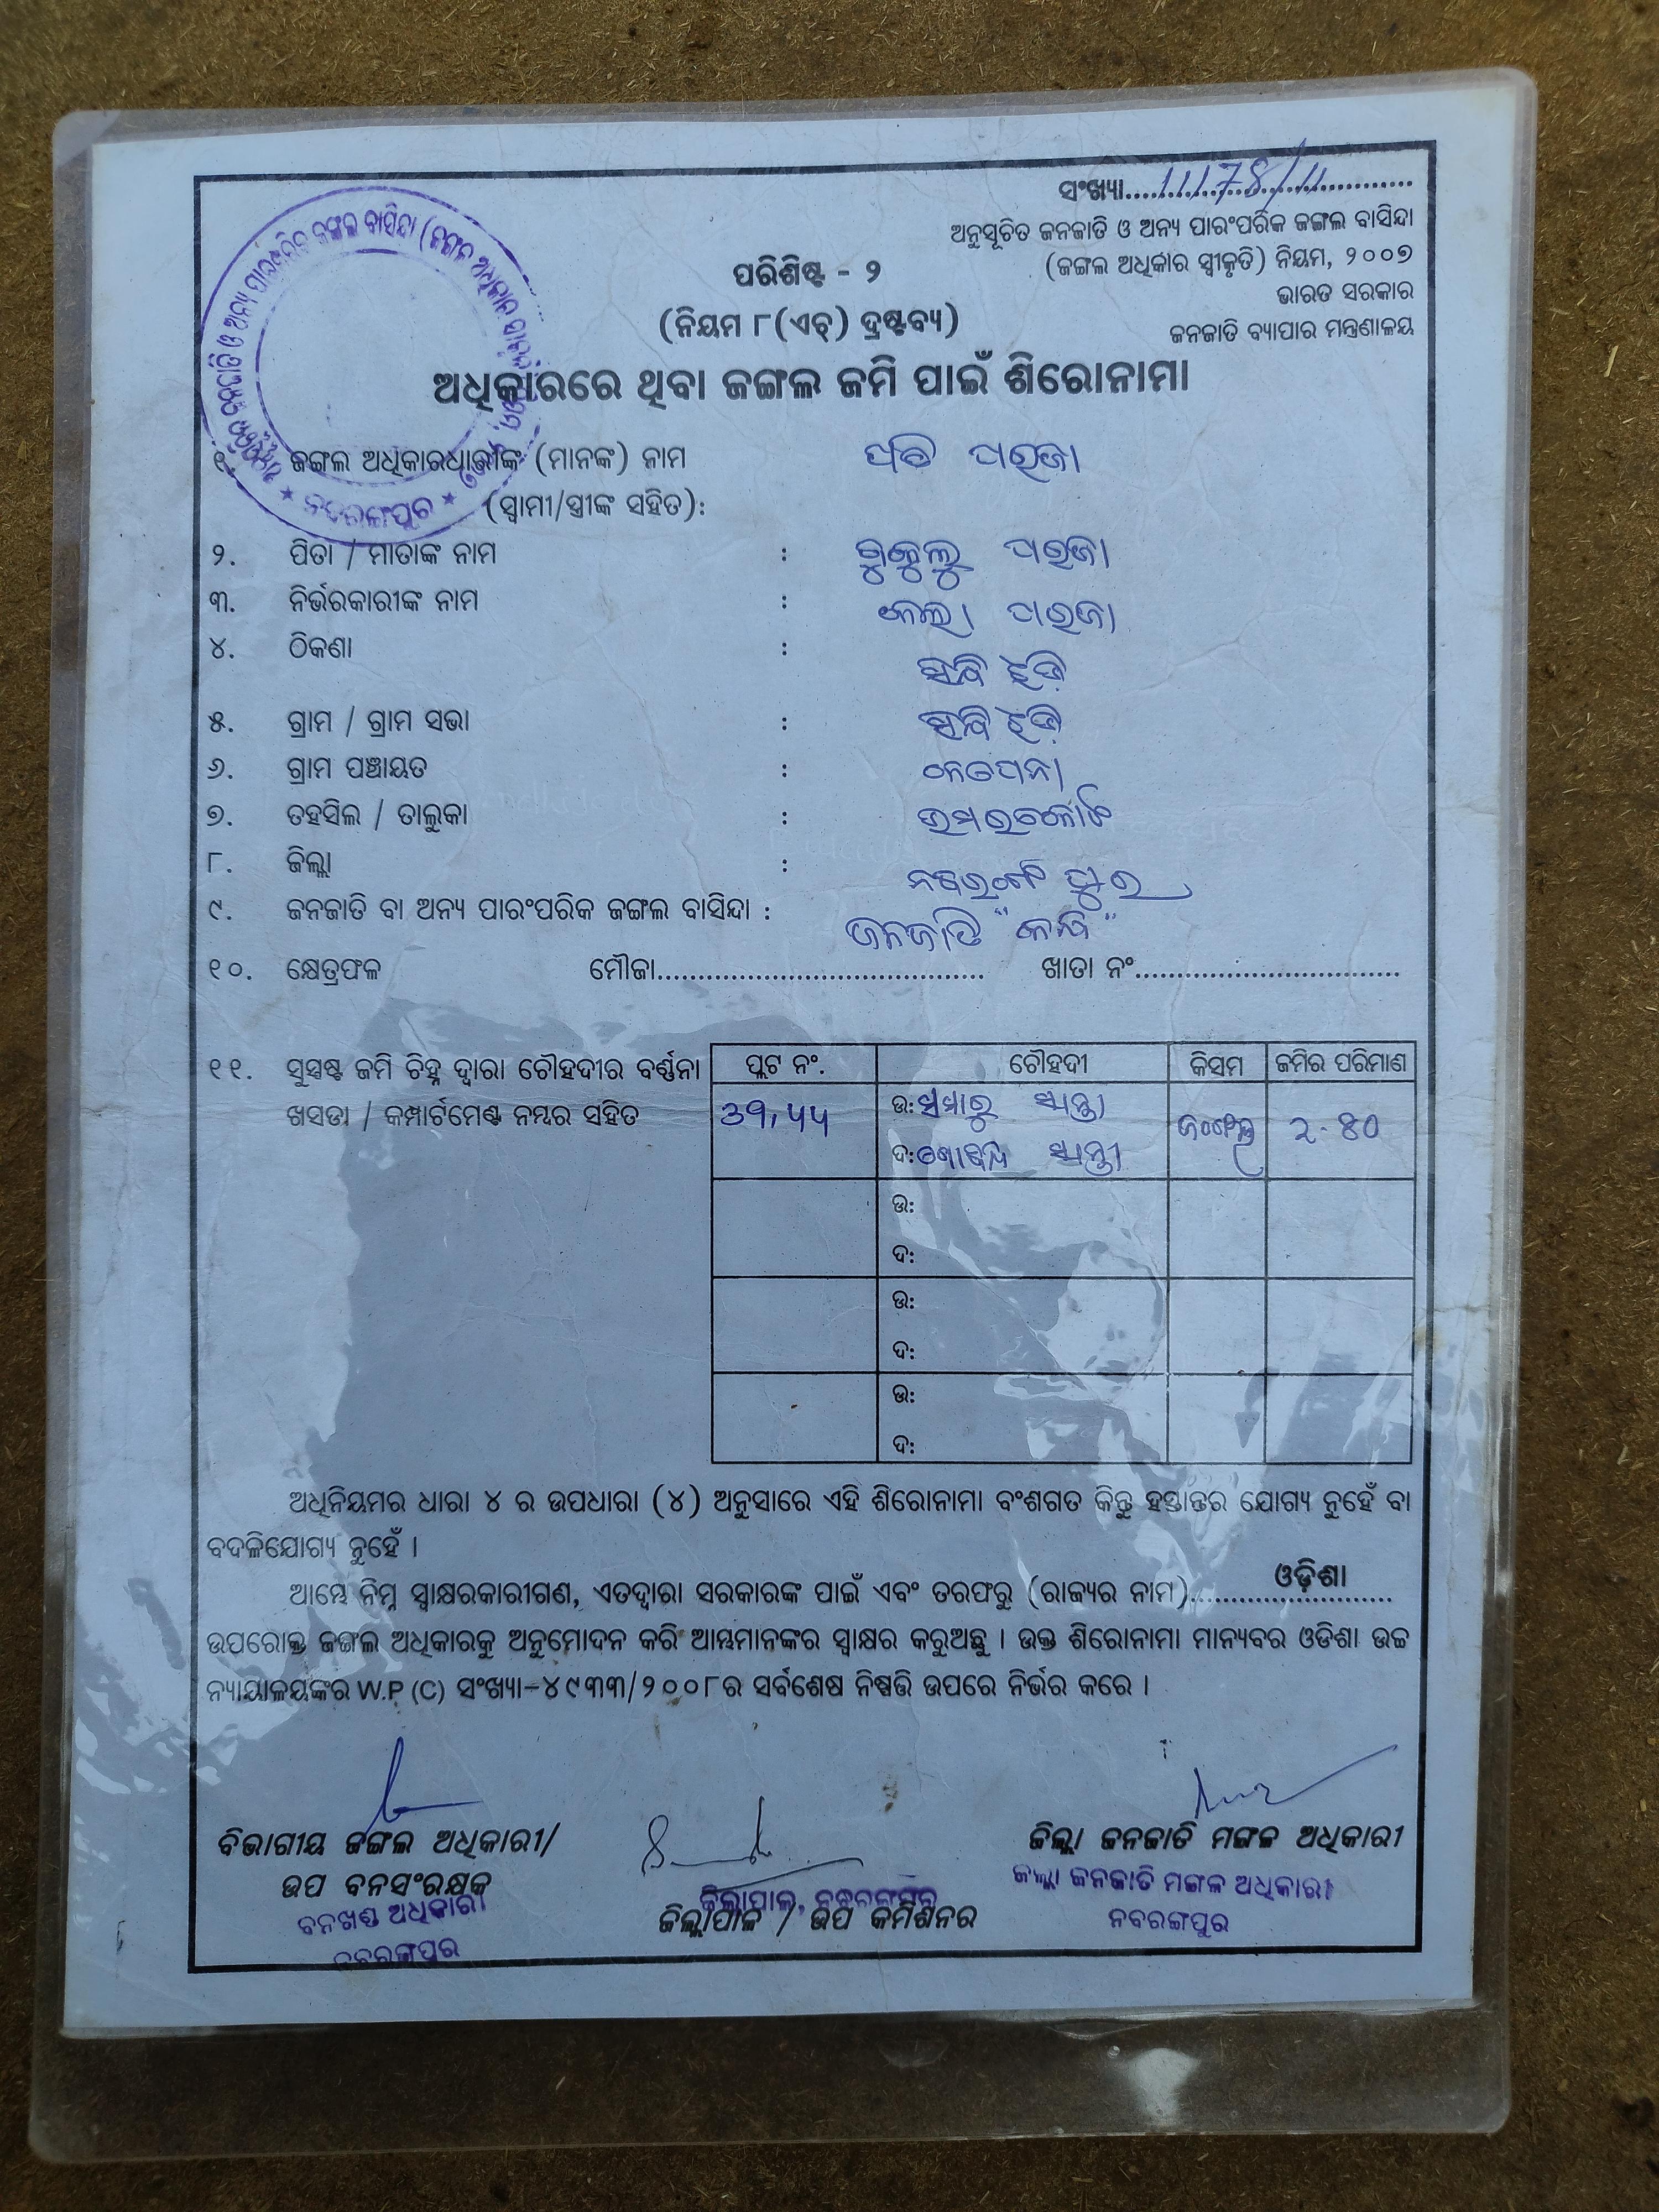 ସଂଖ୍ୟା....11178/11....
ଅନୁସୂଚିତ ଜନଜାତି ଓ ଅନ୍ୟ ପାରଂପରିକ ଜଙ୍ଗଲ ବାସିନ୍ଦା
(ଜଙ୍ଗଲ ଅଧିକାର ସ୍ୱୀକୃତି) ନିୟମ, ୨୦୦୭
ଭାରତ ସରକାର
ଜନଜାତି ବ୍ୟାପାର ମନ୍ତ୍ରଣାଳୟ
ପରିଶିଷ୍ଟ - ୨
(ନିୟମ ୮(ଏଚ୍) ଦ୍ରଷ୍ଟବ୍ୟ)
ଅଧିକାରରେ ଥିବା ଜଙ୍ଗଲ ଜମି ପାଇଁ ଶିରୋନାମା
ନବରଙ୍ଗପୁର
୧. ଜଙ୍ଗଲ ଅଧିକାରଧାରୀଙ୍କ (ମାନଙ୍କ) ନାମ ପରଜା
(ସ୍ୱାମୀ/ସ୍ତ୍ରୀଙ୍କ ସହିତ):
୨. ପିତା / ମାତାଙ୍କ ନାମ : ପରଜା
୩. ନିର୍ଭରକାରୀଙ୍କ ନାମ : ପରଜା
୪. ଠିକଣା :
୫. ଗ୍ରାମ / ଗ୍ରାମ ସଭା :
୬. ଗ୍ରାମ ପଞ୍ଚାୟତ :
୭. ତହସିଲ / ତାଲୁକା : ଉମରକୋଟ
୮. ଜିଲ୍ଲା : ନବରଙ୍ଗପୁର
୯. ଜନଜାତି ବା ଅନ୍ୟ ପାରଂପରିକ ଜଙ୍ଗଲ ବାସିନ୍ଦା : ଜନଜାତି
୧୦. କ୍ଷେତ୍ରଫଳ ମୌଜା.................... ଖାତା ନଂ....................
୧୧. ସୁସ୍ପଷ୍ଟ ଜମି ଚିହ୍ନ ଦ୍ୱାରା ଚୌହଦୀର ବର୍ଣ୍ଣନା ପ୍ଲଟ ନଂ. ଚୌହଦୀ କିସମ ଜମିର ପରିମାଣ
ଖସଡା / କମ୍ପାର୍ଟମେଣ୍ଟ ନମ୍ବର ସହିତ ଉ:
ଦ:
ଉ:
ଦ:
ଉ:
ଦ:
ଉ:
ଦ:
ଅଧିନିୟମର ଧାରା ୪ ର ଉପଧାରା (୪) ଅନୁସାରେ ଏହି ଶିରୋନାମା ବଂଶଗତ କିନ୍ତୁ ହସ୍ତାନ୍ତର ଯୋଗ୍ୟ ନୁହେଁ ବା
ବଦଳିଯୋଗ୍ୟ ନୁହେଁ ।
ଆମ୍ଭେ ନିମ୍ନ ସ୍ୱାକ୍ଷରକାରୀଗଣ, ଏତଦ୍ୱାରା ସରକାରଙ୍କ ପାଇଁ ଏବଂ ତରଫରୁ (ରାଜ୍ୟର ନାମ)....ଓଡ଼ିଶା....
ଉପରୋକ୍ତ ଜଙ୍ଗଲ ଅଧିକାରକୁ ଅନୁମୋଦନ କରି ଆମ୍ଭମାନଙ୍କର ସ୍ୱାକ୍ଷର କରୁଅଛୁ । ଉକ୍ତ ଶିରୋନାମା ମାନ୍ୟବର ଓଡିଶା ଉଚ୍ଚ
ନ୍ୟାୟାଳୟଙ୍କର W.P (C) ସଂଖ୍ୟା-୪୯୩୩/୨୦୦୮ର ସର୍ବଶେଷ ନିଷ୍ପତ୍ତି ଉପରେ ନିର୍ଭର କରେ ।
ବିଭାଗୀୟ ଜଙ୍ଗଲ ଅଧିକାରୀ/
ଉପ ବନସଂରକ୍ଷକ
ବନଖଣ୍ଡ ଅଧିକାରୀ
ନବରଙ୍ଗପୁର
ଜିଲ୍ଲାପାଳ, ନବରଙ୍ଗପୁର
ଜିଲ୍ଲାପାଳ / ଉପ କମିଶନର
ଜିଲ୍ଲା ଜନଜାତି ମଙ୍ଗଳ ଅଧିକାରୀ
ଜିଲ୍ଲା ଜନଜାତି ମଙ୍ଗଳ ଅଧିକାରୀ
ନବରଙ୍ଗପୁର